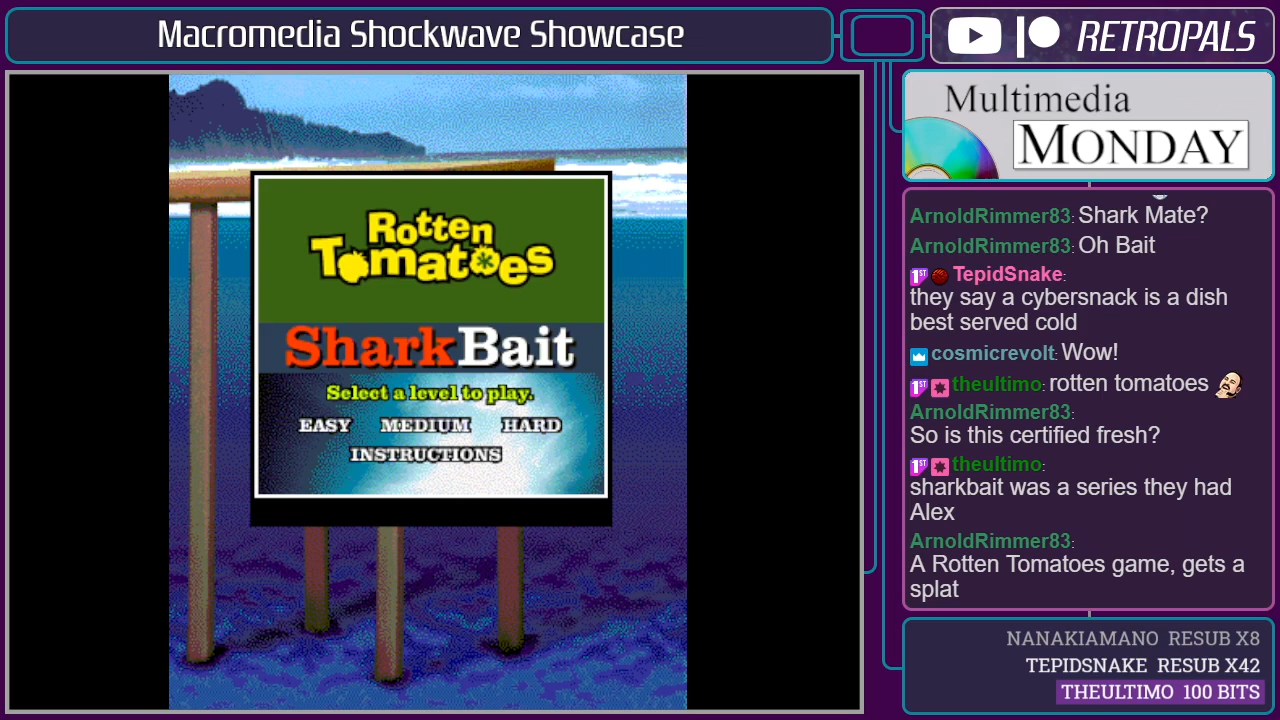 Macromedia Shockwave Showcase
RETROPALS
Multimedia
MONDAY
Rotten
Tomatoes
SharkBait
Select a level to play.
EASY MEDIUM HARD
INSTRUCTIONS
ArnoldRimmer83: Shark Mate?
ArnoldRimmer83: Oh Bait
1ST TepidSnake:
they say a cybersnack is a dish
best served cold
cosmicrevolt: Wow!
1ST theultimo: rotten tomatoes
ArnoldRimmer83:
So is this certified fresh?
1ST theultimo:
sharkbait was a series they had
Alex
ArnoldRimmer83:
A Rotten Tomatoes game, gets a
splat
NANAKIAMANO RESUB X8
TEPIDSNAKE RESUB X42
THEULTIMO 100 BITS